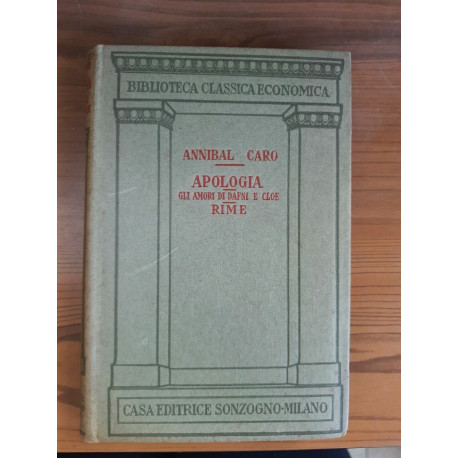 BIBLIOTECA CLASSICA ECONOMICA
ANNIBAL CARO
APOLOGIA
GLI AMORI DI DAFNI E CLOE
RIME
CASA EDITRICE SONZOGNO-MILANO